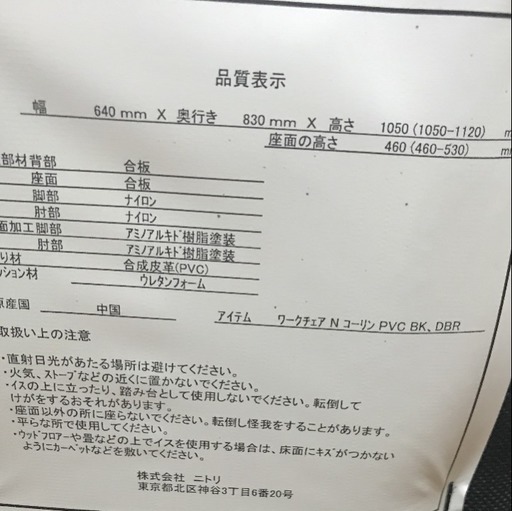 品質表示
幅 640 mm X 奥行き 830 mm X 高さ 1050 (1050-1120)
座面の高さ 460 (460-530)
部材背部 合板
座面 合板
脚部 ナイロン
肘部 ナイロン
面加工脚部 アミノアルキド樹脂塗装
肘部 アミノアルキド樹脂塗装
り材 合成皮革(PVC)
ッション材 ウレタンフォーム
原産国 中国 アイテム ワークチェア N コーリン PVC BK、DBR
取扱い上の注意
・直射日光があたる場所は避けてください。
・火気、ストーブなどの近くに置かないでください。
・イスの上に立ったり、踏み台として使用しないでください。転倒して
けがをするおそれがあります。
・座面以外の所に座らないでください。転倒し怪我をすることがあります。
・平らな所で使用してください。
・ウッドフロアーや畳などの上でイスを使用する場合は、床面にキズがつかない
ようにカーペットなどを敷いてください。
株式会社 ニトリ
東京都北区神谷3丁目6番20号